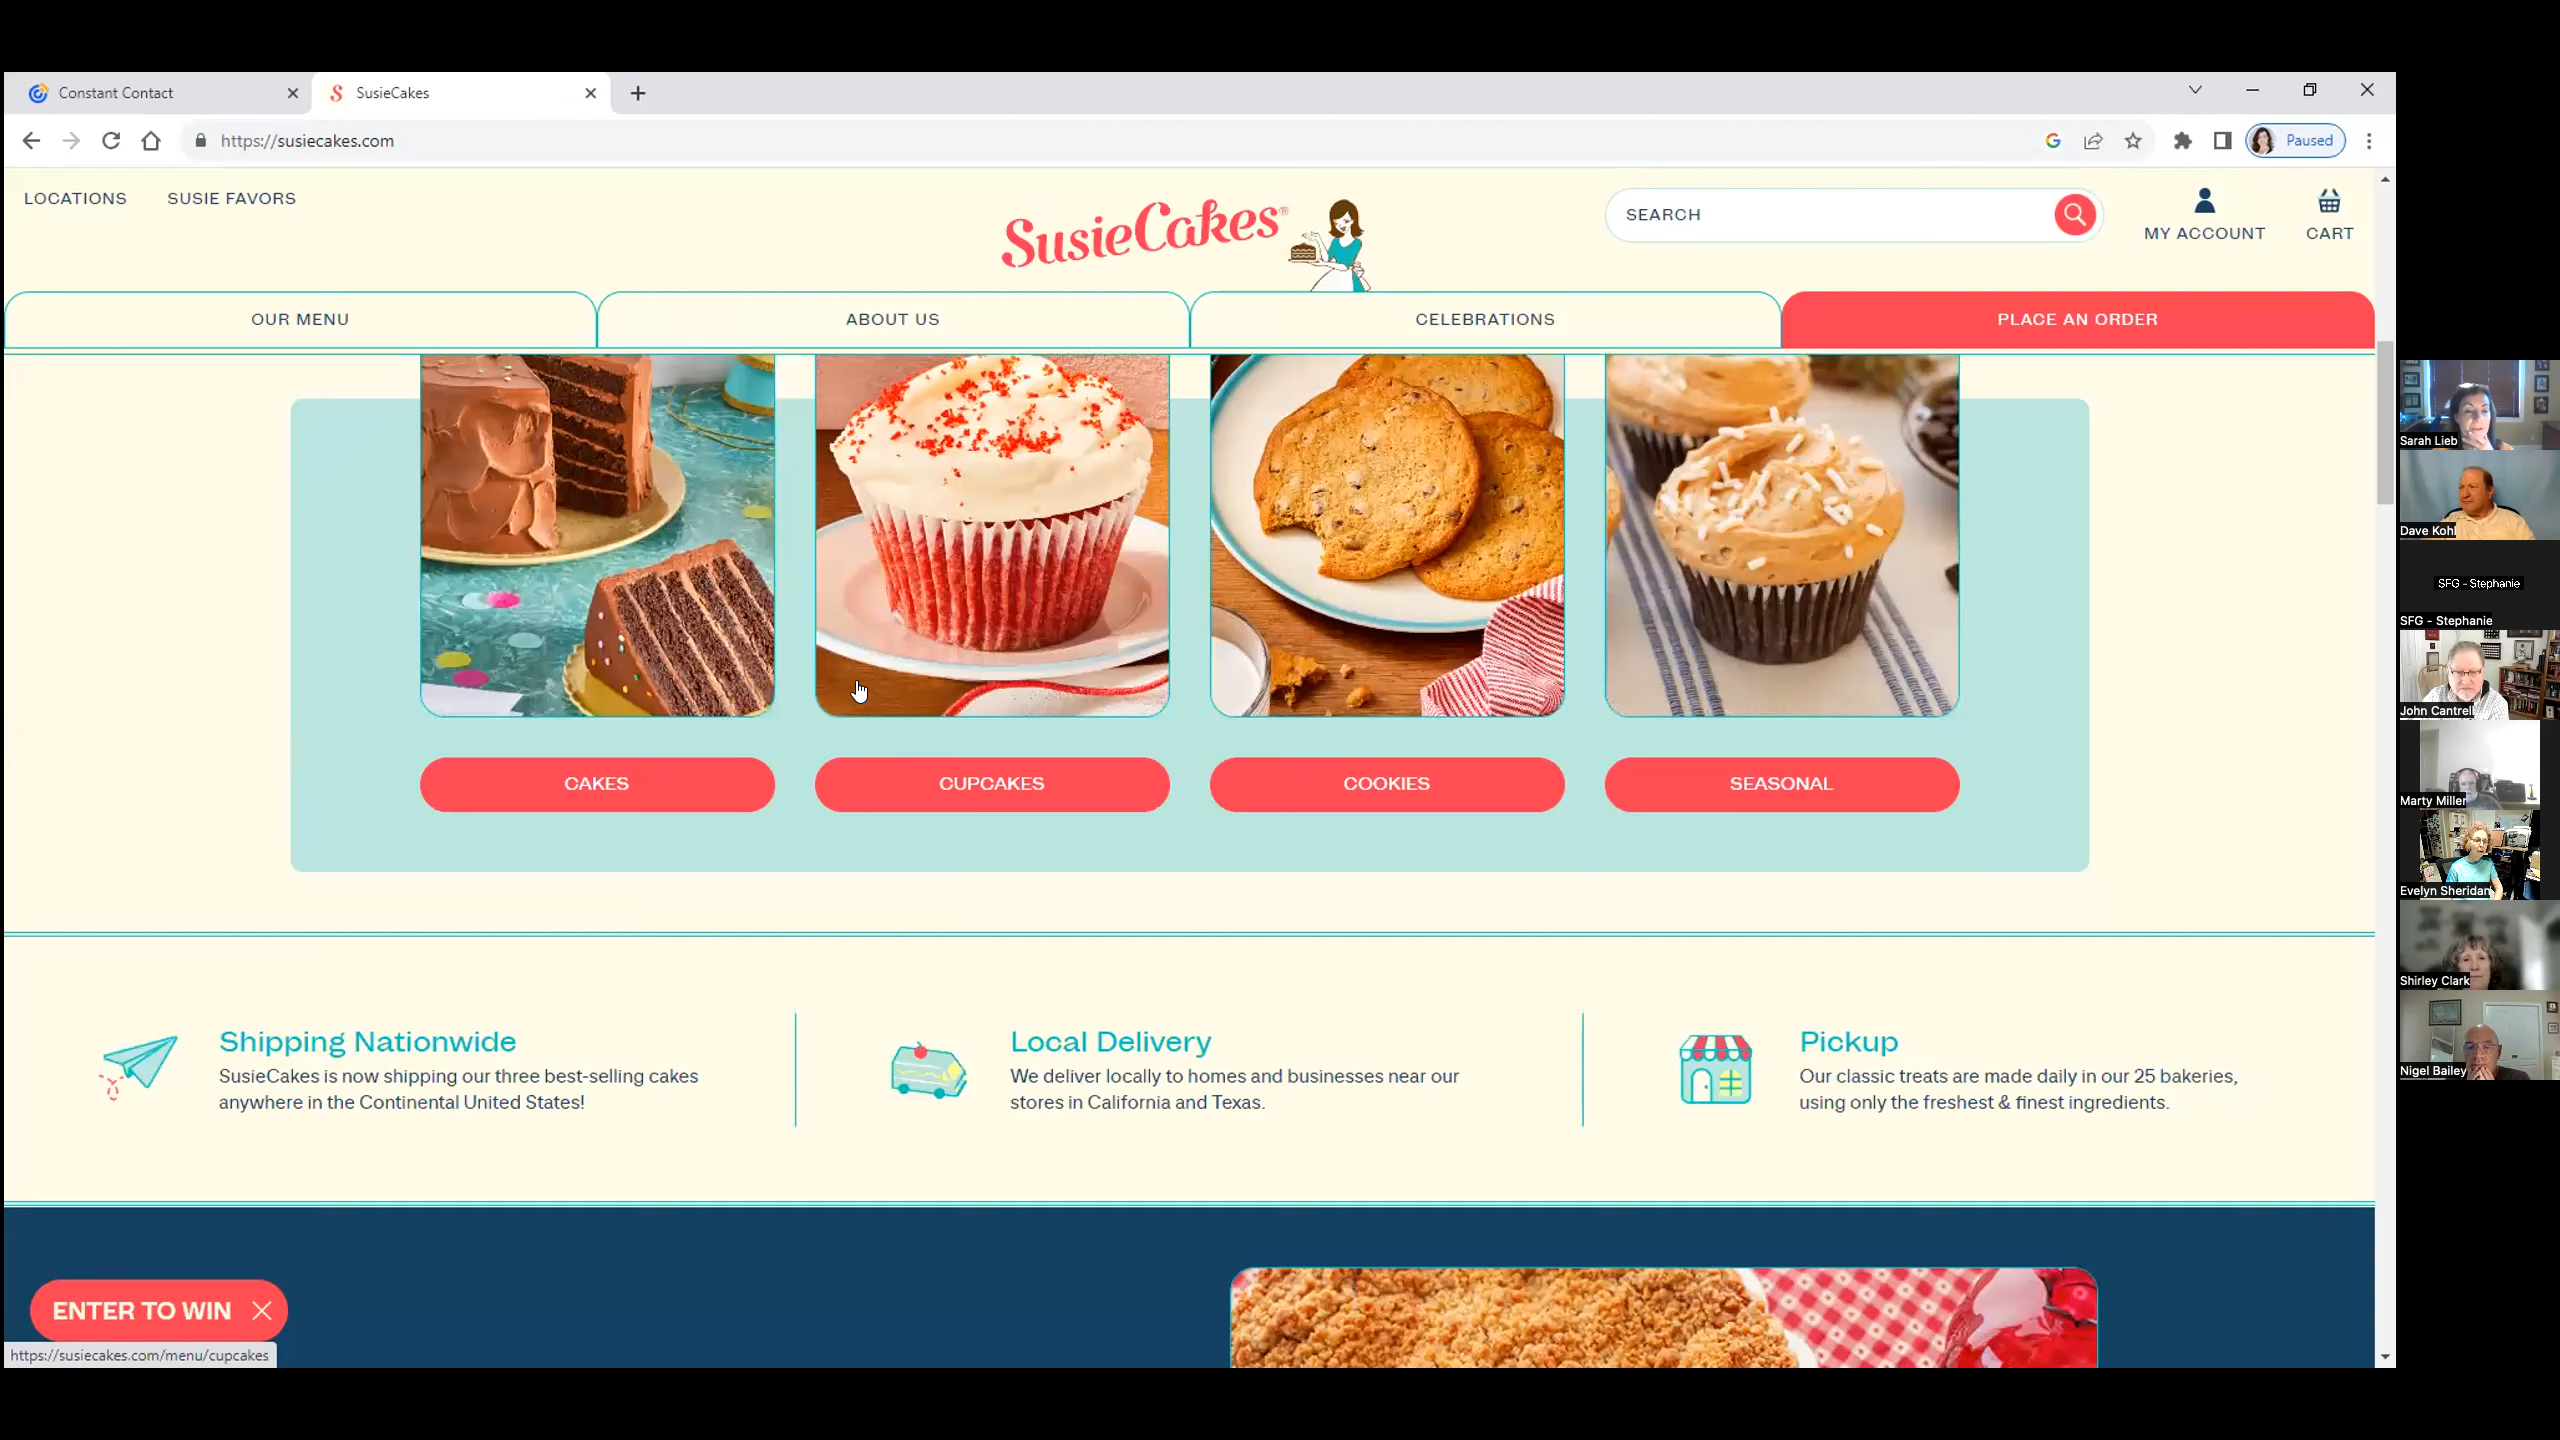 Constant Contact
SusieCakes
https://susiecakes.com
Paused
LOCATIONS
SUSIE FAVORS
SusieCakes®
SEARCH
MY ACCOUNT
CART
OUR MENU
ABOUT US
CELEBRATIONS
PLACE AN ORDER
CAKES
CUPCAKES
COOKIES
SEASONAL
Shipping Nationwide
SusieCakes is now shipping our three best-selling cakes
anywhere in the Continental United States!
Local Delivery
We deliver locally to homes and businesses near our
stores in California and Texas.
Pickup
Our classic treats are made daily in our 25 bakeries,
using only the freshest & finest ingredients.
ENTER TO WIN
https://susiecakes.com/menu/cupcakes
Sarah Lieb
Dave Kohl
SFG - Stephanie
SFG - Stephanie
John Cantrell
Marty Miller
Evelyn Sheridan
Shirley Clark
Nigel Bailey